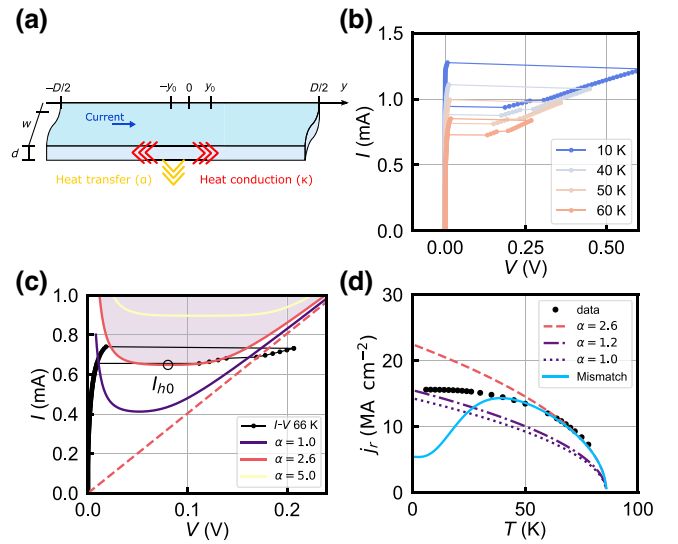 (a)
−D/2
−y₀
0
y₀
D/2
y
w
d
Current
Heat transfer (α)
Heat conduction (κ)
(b)
I (mA)
1.5
1.0
0.5
0.0
0.00
0.25
0.50
V (V)
10 K
40 K
50 K
60 K
(c)
I (mA)
1.0
0.8
0.6
0.4
0.2
0.0
0.0
0.1
0.2
V (V)
I_{h0}
I-V 66 K
α = 1.0
α = 2.6
α = 5.0
(d)
j_r (MA cm⁻²)
30
20
10
0
0
50
100
T (K)
data
α = 2.6
α = 1.2
α = 1.0
Mismatch